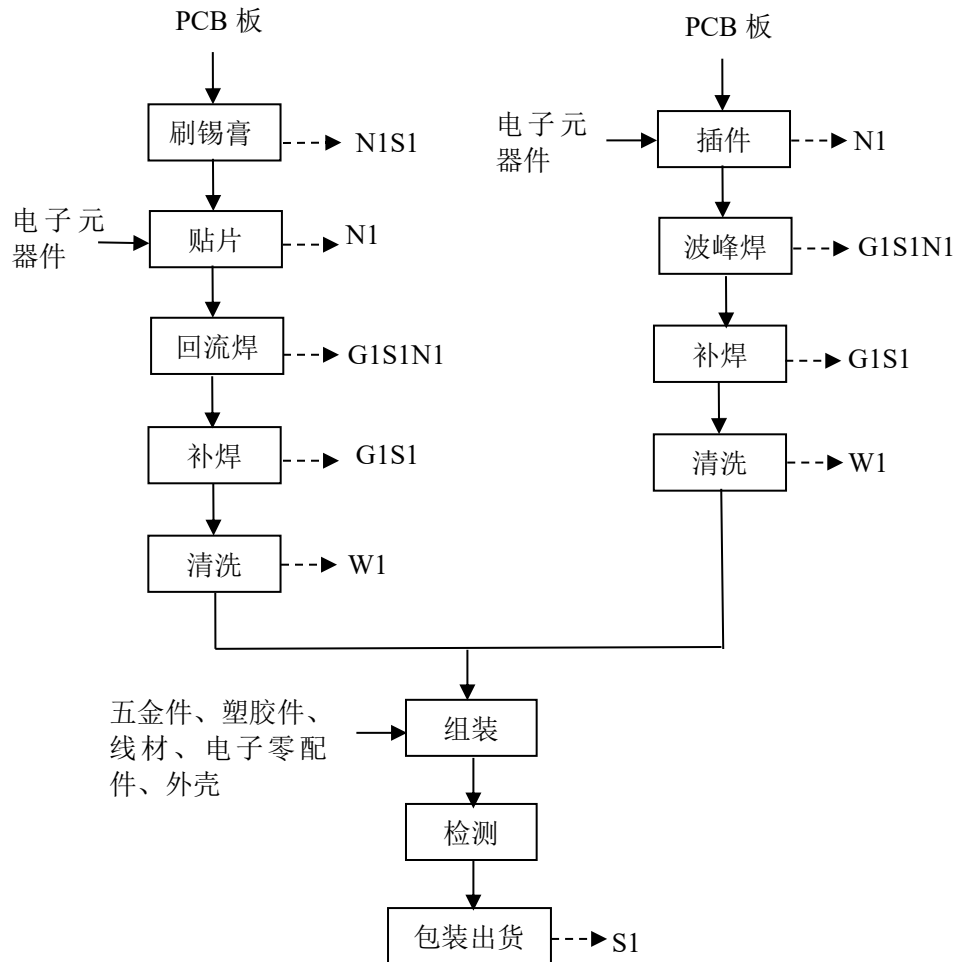 PCB 板
刷锡膏
N1S1
电子元
器件
贴片
N1
回流焊
G1S1N1
补焊
G1S1
清洗
W1
PCB 板
电子元
器件
插件
N1
波峰焊
G1S1N1
补焊
G1S1
清洗
W1
五金件、塑胶件、
线材、电子零配
件、外壳
组装
检测
包装出货
S1